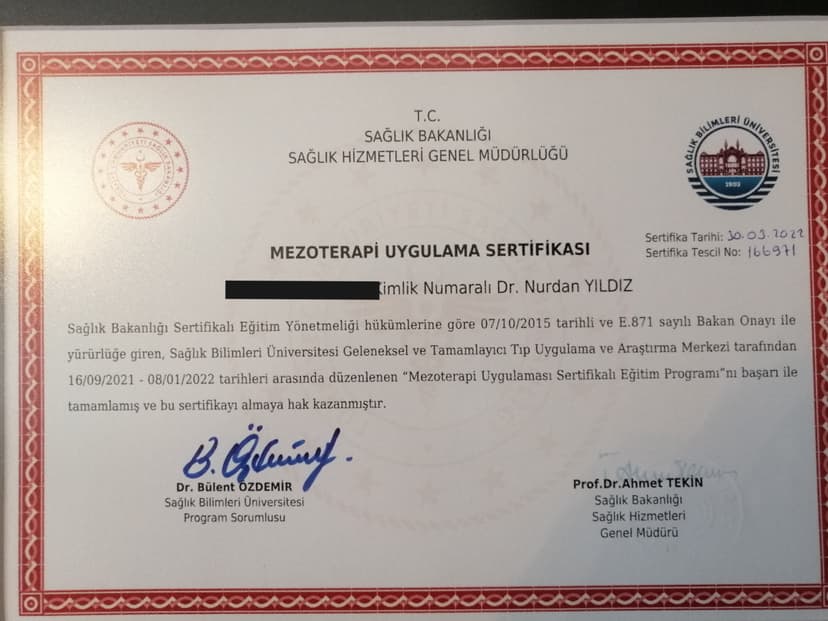 T.C.
SAĞLIK BAKANLIĞI
SAĞLIK HİZMETLERİ GENEL MÜDÜRLÜĞÜ
SAĞLIK BİLİMLERİ ÜNİVERSİTESİ
1903
Sertifika Tarihi: 30.03.2022
Sertifika Tescil No: 166971
MEZOTERAPİ UYGULAMA SERTİFİKASI
Kimlik Numaralı Dr. Nurdan YILDIZ
Sağlık Bakanlığı Sertifikalı Eğitim Yönetmeliği hükümlerine göre 07/10/2015 tarihli ve E.871 sayılı Bakan Onayı ile
yürürlüğe giren, Sağlık Bilimleri Üniversitesi Geleneksel ve Tamamlayıcı Tıp Uygulama ve Araştırma Merkezi tarafından
16/09/2021 - 08/01/2022 tarihleri arasında düzenlenen “Mezoterapi Uygulaması Sertifikalı Eğitim Programı”nı başarı ile
tamamlamış ve bu sertifikayı almaya hak kazanmıştır.
Dr. Bülent ÖZDEMİR
Sağlık Bilimleri Üniversitesi
Program Sorumlusu
Prof.Dr.Ahmet TEKİN
Sağlık Bakanlığı
Sağlık Hizmetleri
Genel Müdürü